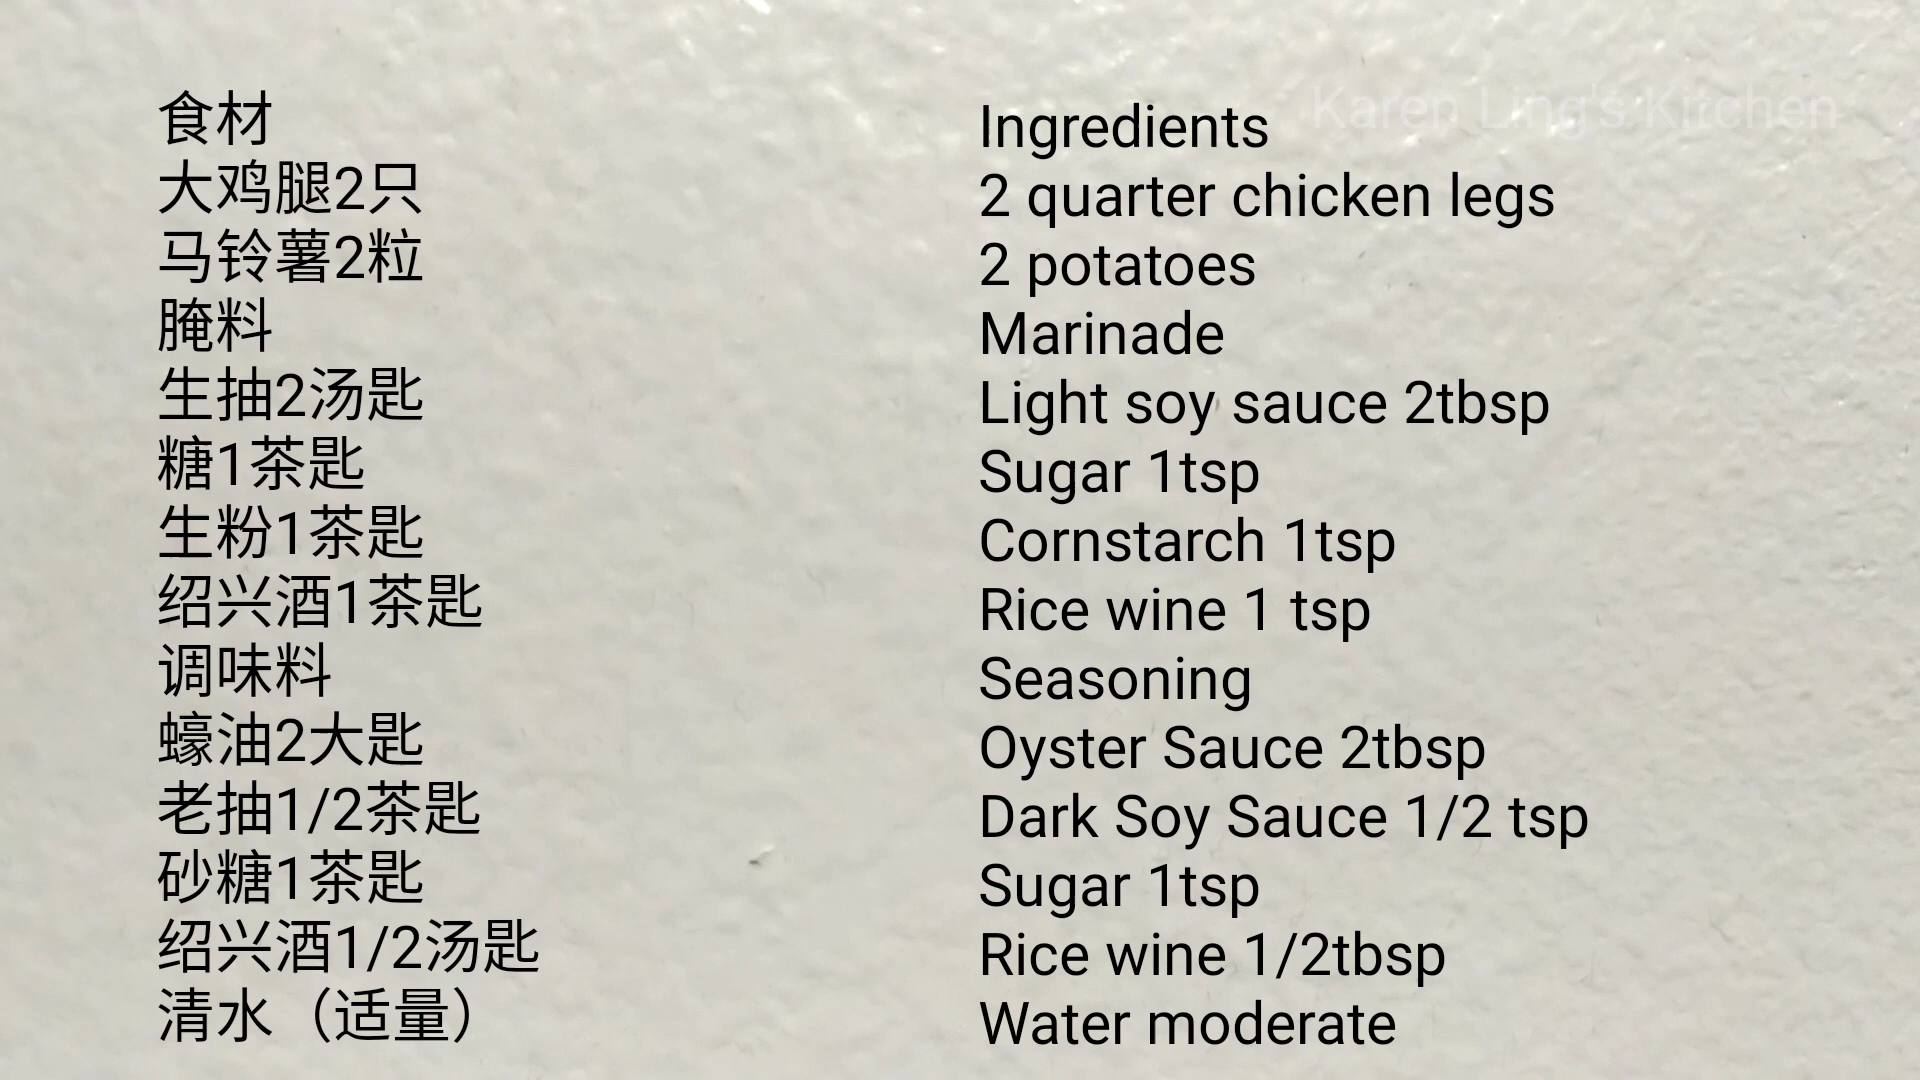 食材
大鸡腿2只
马铃薯2粒
腌料
生抽2汤匙
糖1茶匙
生粉1茶匙
绍兴酒1茶匙
调味料
蠔油2大匙
老抽1/2茶匙
砂糖1茶匙
绍兴酒1/2汤匙
清水（适量）
Karen Ling's Kitchen
Ingredients
2 quarter chicken legs
2 potatoes
Marinade
Light soy sauce 2tbsp
Sugar 1tsp
Cornstarch 1tsp
Rice wine 1 tsp
Seasoning
Oyster Sauce 2tbsp
Dark Soy Sauce 1/2 tsp
Sugar 1tsp
Rice wine 1/2tbsp
Water moderate